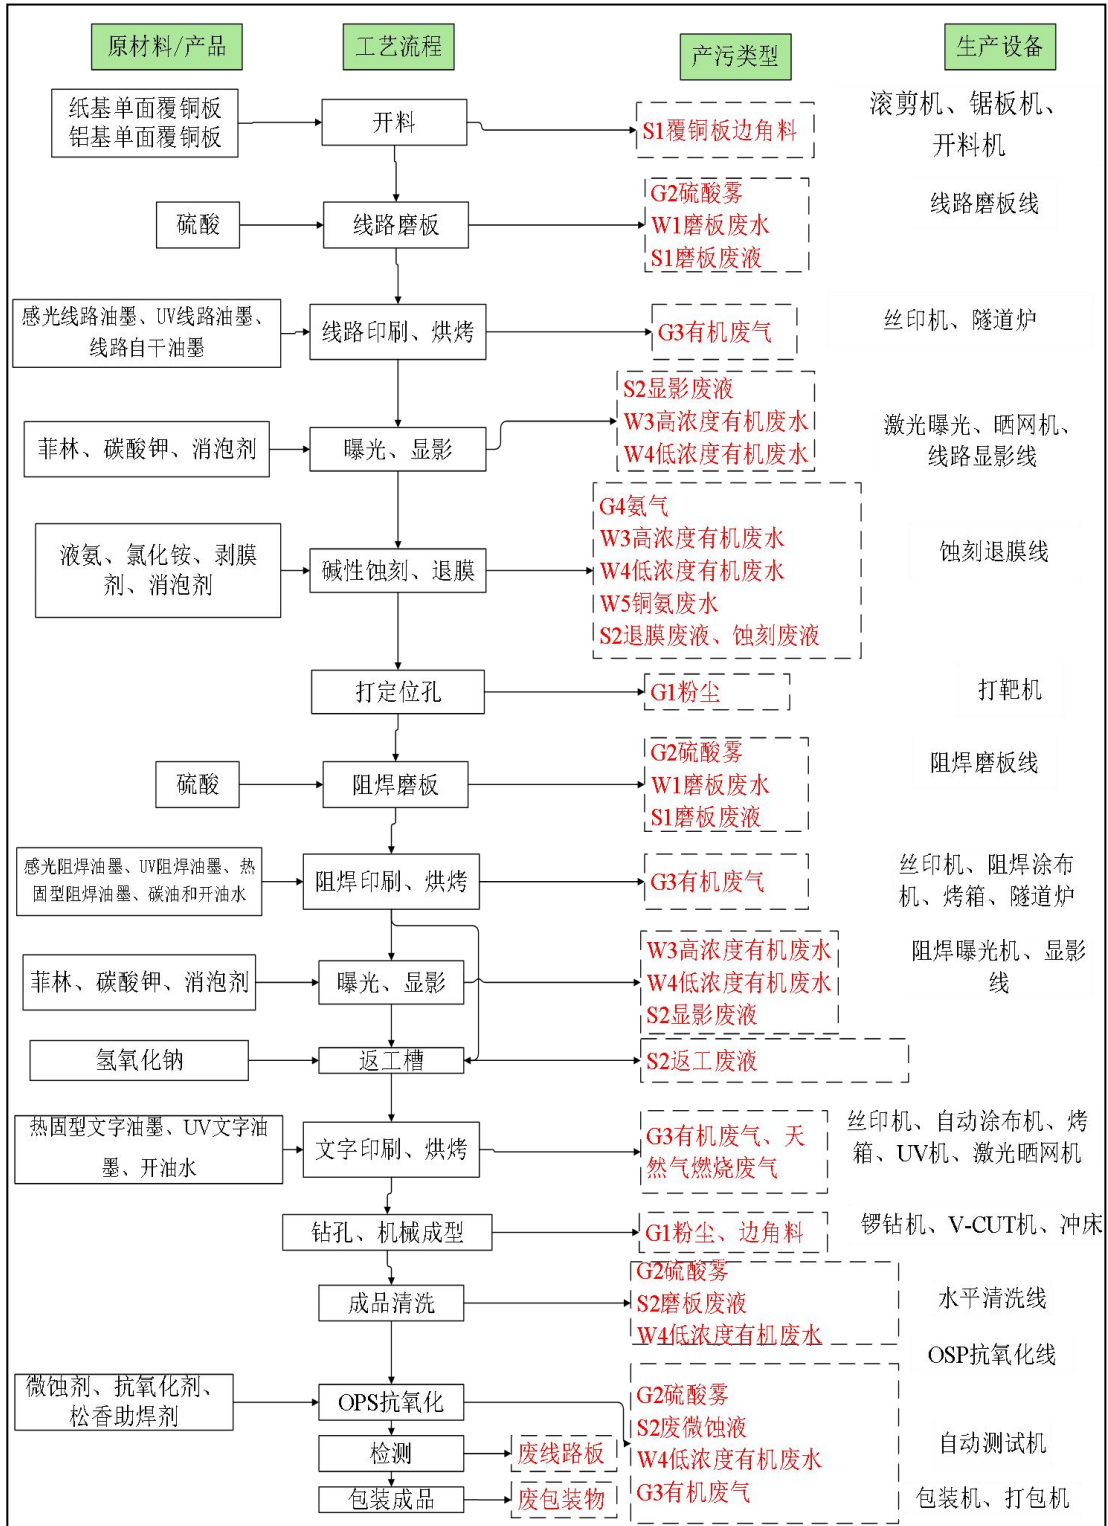 原材料/产品
工艺流程
产污类型
生产设备
纸基单面覆铜板
铝基单面覆铜板
开料
S1覆铜板边角料
滚剪机、锯板机、
开料机
硫酸
线路磨板
G2硫酸雾
W1磨板废水
S1磨板废液
线路磨板线
感光线路油墨、UV线路油墨、
线路自干油墨
线路印刷、烘烤
G3有机废气
丝印机、隧道炉
菲林、碳酸钾、消泡剂
曝光、显影
S2显影废液
W3高浓度有机废水
W4低浓度有机废水
激光曝光、晒网机、
线路显影线
液氨、氯化铵、剥膜
剂、消泡剂
碱性蚀刻、退膜
G4氨气
W3高浓度有机废水
W4低浓度有机废水
W5铜氨废水
S2退膜废液、蚀刻废液
蚀刻退膜线
打定位孔
G1粉尘
打靶机
硫酸
阻焊磨板
G2硫酸雾
W1磨板废水
S1磨板废液
阻焊磨板线
感光阻焊油墨、UV阻焊油墨、热
固型阻焊油墨、碳油和开油水
阻焊印刷、烘烤
G3有机废气
丝印机、阻焊涂布
机、烤箱、隧道炉
菲林、碳酸钾、消泡剂
曝光、显影
W3高浓度有机废水
W4低浓度有机废水
S2显影废液
阻焊曝光机、显影
线
氢氧化钠
返工槽
S2返工废液
热固型文字油墨、UV文字油
墨、开油水
文字印刷、烘烤
G3有机废气、天
然气燃烧废气
丝印机、自动涂布机、烤
箱、UV机、激光晒网机
钻孔、机械成型
G1粉尘、边角料
锣钻机、V-CUT机、冲床
成品清洗
G2硫酸雾
S2磨板废液
W4低浓度有机废水
水平清洗线
OSP抗氧化线
微蚀剂、抗氧化剂、
松香助焊剂
OPS抗氧化
G2硫酸雾
S2废微蚀液
W4低浓度有机废水
G3有机废气
检测
废线路板
自动测试机
包装成品
废包装物
包装机、打包机